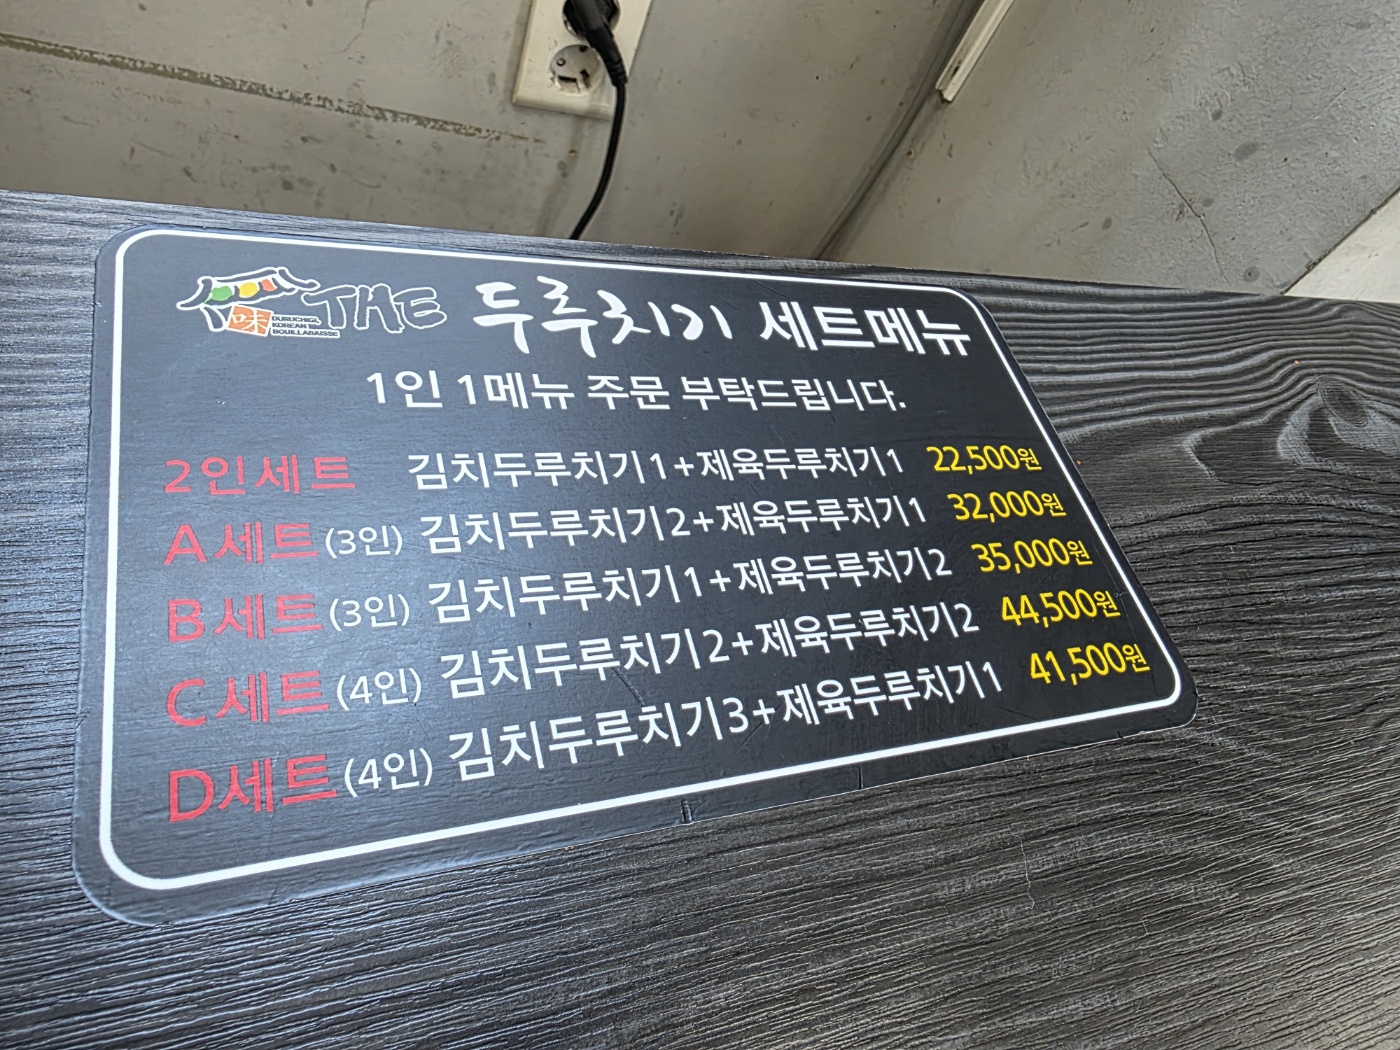 味 DURUCHIGI,
KOREAN
BOUILLABAISSE
THE 두루치기 세트메뉴
1인 1메뉴 주문 부탁드립니다.
2인세트 김치두루치기1+제육두루치기1 22,500원
A세트(3인) 김치두루치기2+제육두루치기1 32,000원
B세트(3인) 김치두루치기1+제육두루치기2 35,000원
C세트(4인) 김치두루치기2+제육두루치기2 44,500원
D세트(4인) 김치두루치기3+제육두루치기1 41,500원